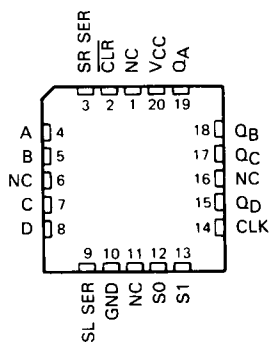 SR SER
CLR
NC
VCC
QA
3 2 1 20 19
A 4
B 5
NC 6
C 7
D 8
18 QB
17 QC
16 NC
15 QD
14 CLK
9 10 11 12 13
SL SER
GND
NC
S0
S1